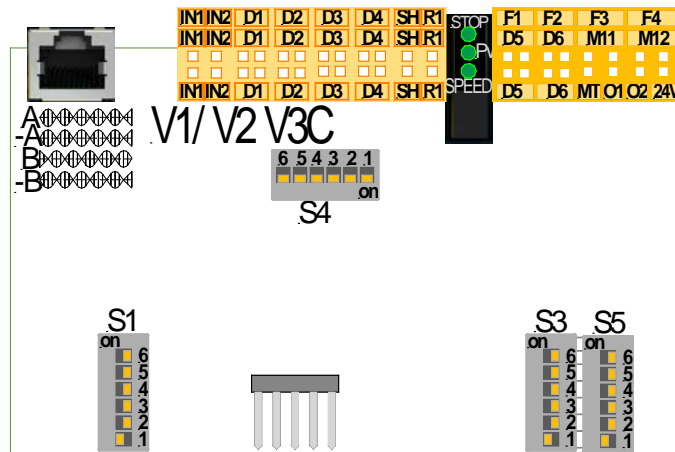 IN1 IN2 D1 D2 D3 D4 SH R1 STOP F1 F2 F3 F4
IN1 IN2 D1 D2 D3 D4 SH R1 D5 D6 M11 M12
PV
IN1 IN2 D1 D2 D3 D4 SH R1 SPEED D5 D6 MT O1 O2 24V
A
-A
B
-B
V1/ V2 V3C
6 5 4 3 2 1
on
S4
S1
on
6
5
4
3
2
1
S3
on
6
5
4
3
2
1
S5
on
6
5
4
3
2
1